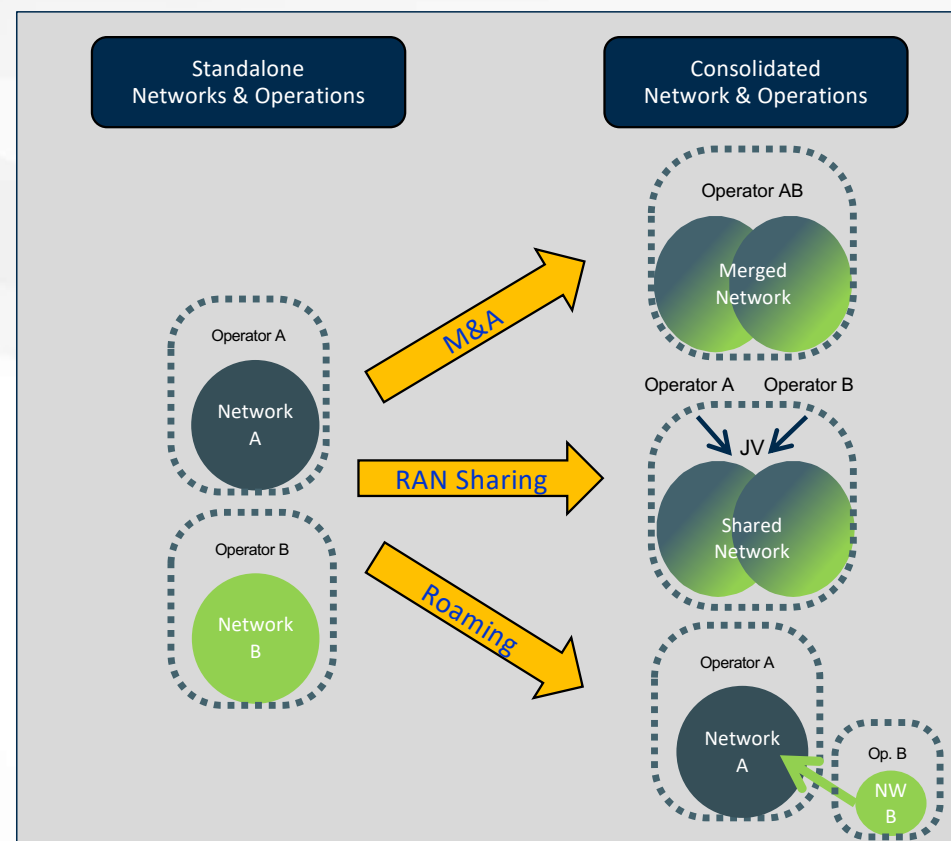 Standalone
Networks & Operations
Consolidated
Network & Operations
Operator A
Network
A
Operator B
Network
B
M&A
RAN Sharing
Roaming
Operator AB
Merged
Network
Operator A
Operator B
JV
Shared
Network
Operator A
Network
A
Op. B
NW
B